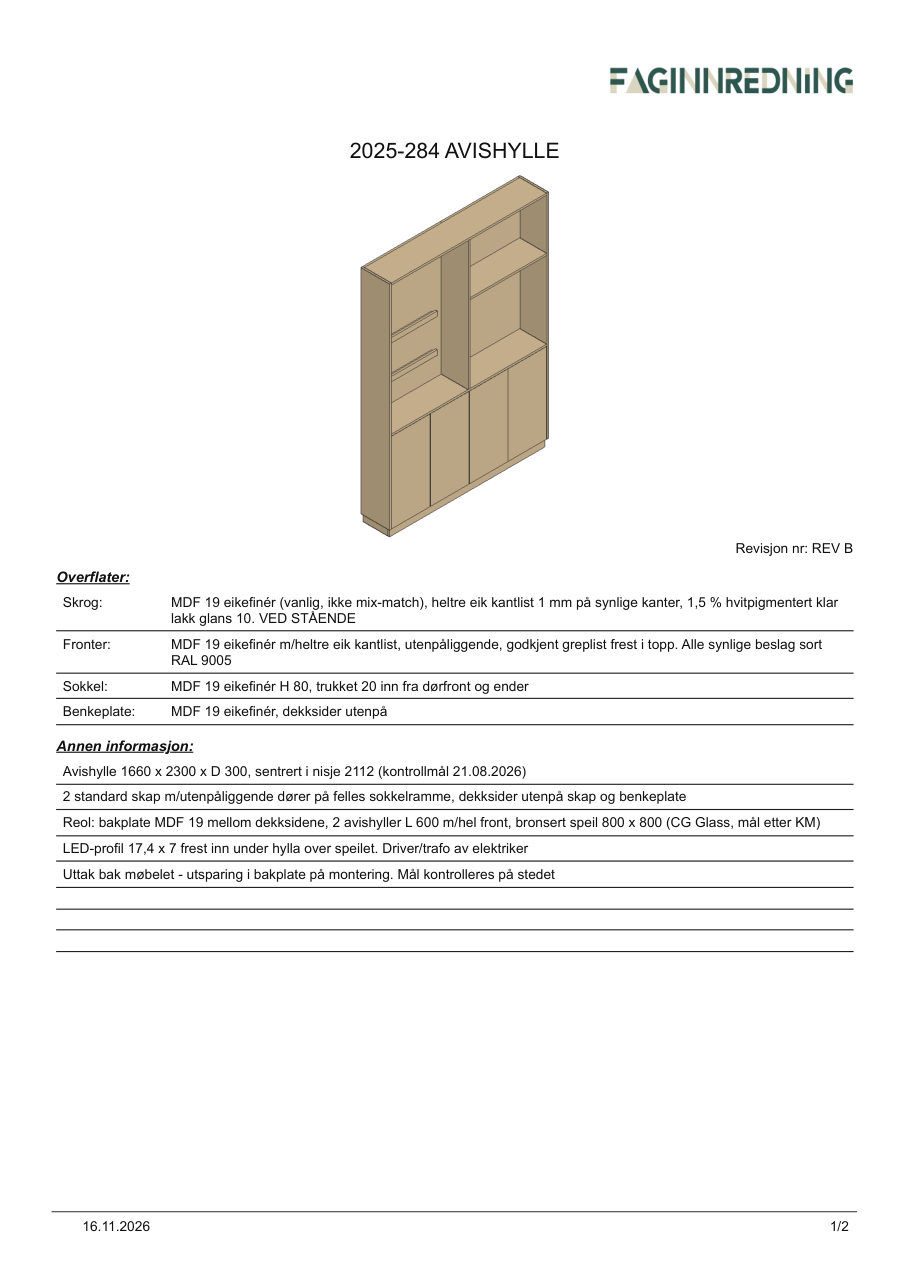 FAGINNREDNING
2025-284 AVISHYLLE
Revisjon nr: REV B
Overflater:
Skrog: MDF 19 eikefinér (vanlig, ikke mix-match), heltre eik kantlist 1 mm på synlige kanter, 1,5 % hvitpigmentert klar
lakk glans 10. VED STÅENDE
Fronter: MDF 19 eikefinér m/heltre eik kantlist, utenpåliggende, godkjent greplist frest i topp. Alle synlige beslag sort
RAL 9005
Sokkel: MDF 19 eikefinér H 80, trukket 20 inn fra dørfront og ender
Benkeplate: MDF 19 eikefinér, dekksider utenpå
Annen informasjon:
Avishylle 1660 x 2300 x D 300, sentrert i nisje 2112 (kontrollmål 21.08.2026)
2 standard skap m/utenpåliggende dører på felles sokkelramme, dekksider utenpå skap og benkeplate
Reol: bakplate MDF 19 mellom dekksidene, 2 avishyller L 600 m/hel front, bronsert speil 800 x 800 (CG Glass, mål etter KM)
LED-profil 17,4 x 7 frest inn under hylla over speilet. Driver/trafo av elektriker
Uttak bak møbelet - utsparing i bakplate på montering. Mål kontrolleres på stedet
16.11.2026 1/2